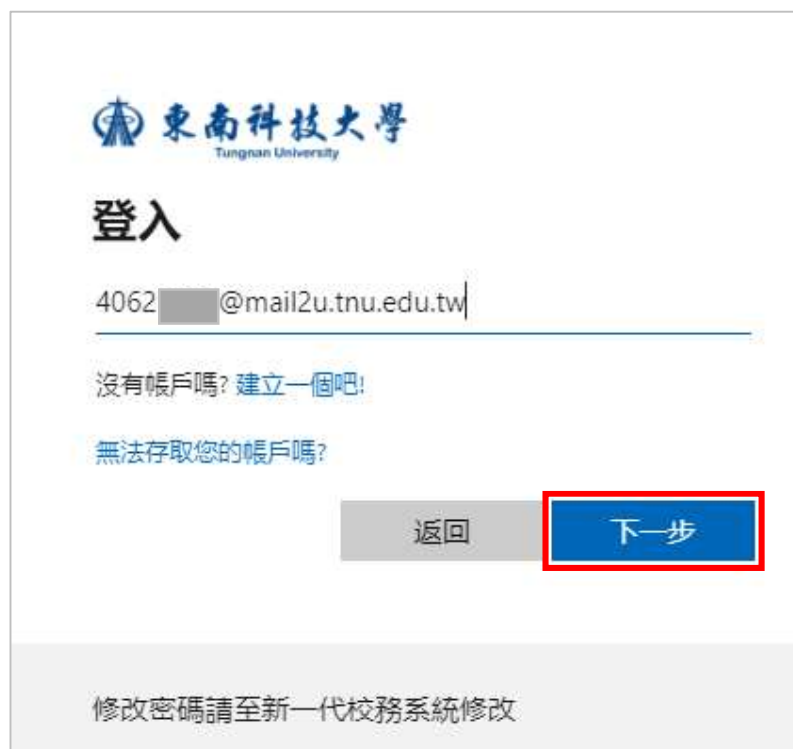 東南科技大學
Tungnan University
登入
4062 @mail2u.tnu.edu.tw
沒有帳戶嗎? 建立一個吧!
無法存取您的帳戶嗎?
返回 下一步
修改密碼請至新一代校務系統修改